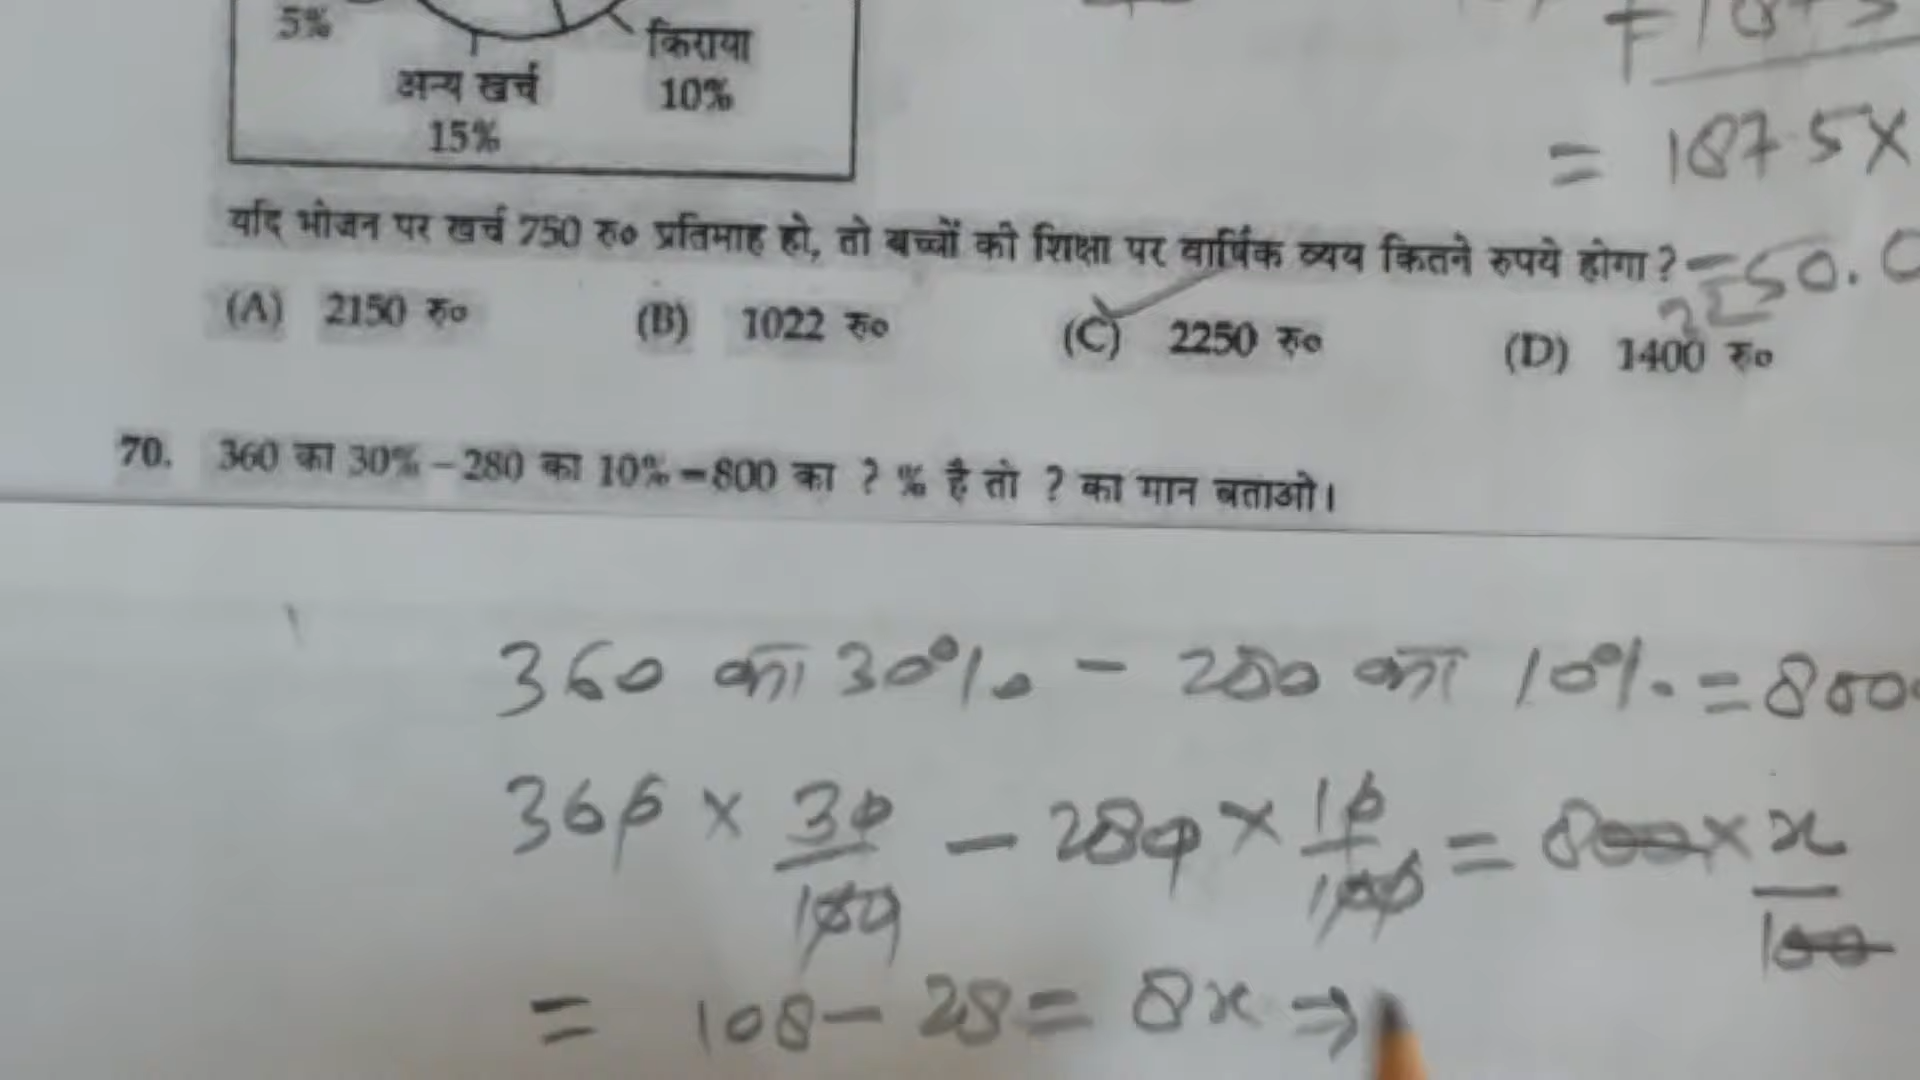 5%
किराया
अन्य खर्च
10%
15%
= 187.5X
यदि भोजन पर खर्च 750 रु० प्रतिमाह हो, तो बच्चों की शिक्षा पर वार्षिक व्यय कितने रुपये होगा ?
(A) 2150 रु० (B) 1022 रु० (C) 2250 रु० (D) 1400 रु०
70. 360 का 30% – 280 का 10% = 800 का ? % है तो ? का मान बताओ।
360 का 30% - 280 का 10% = 800
360 × 30/100 - 280 × 10/100 = 800 × x/100
= 108 - 28 = 8x ⇒